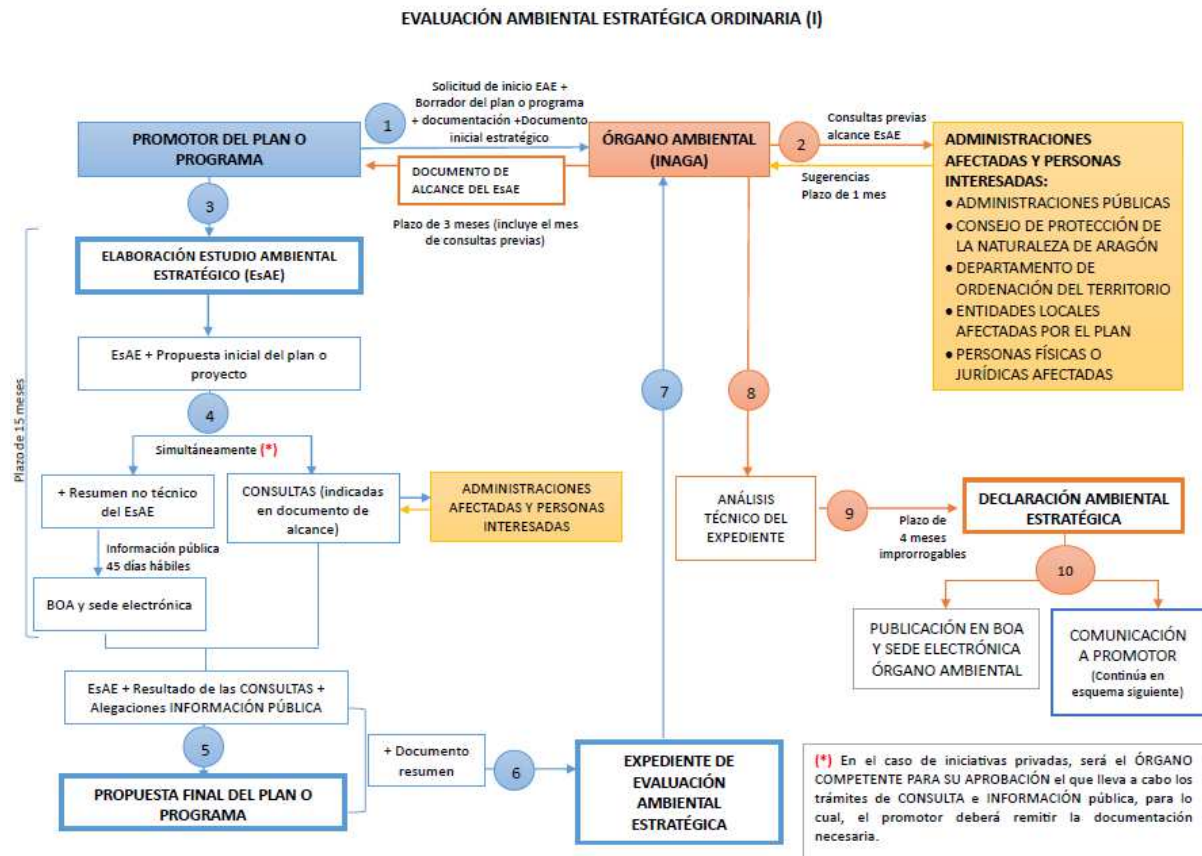 EVALUACIÓN AMBIENTAL ESTRATÉGICA ORDINARIA (I)
PROMOTOR DEL PLAN O
PROGRAMA
1
Solicitud de inicio EAE +
Borrador del plan o programa
+ documentación +Documento
inicial estratégico
DOCUMENTO DE
ALCANCE DEL EsAE
Plazo de 3 meses (incluye el mes
de consultas previas)
ÓRGANO AMBIENTAL
(INAGA)
2
Consultas previas
alcance EsAE
Sugerencias
Plazo de 1 mes
ADMINISTRACIONES
AFECTADAS Y PERSONAS
INTERESADAS:
• ADMINISTRACIONES PÚBLICAS
• CONSEJO DE PROTECCIÓN DE
LA NATURALEZA DE ARAGÓN
• DEPARTAMENTO DE
ORDENACIÓN DEL TERRITORIO
• ENTIDADES LOCALES
AFECTADAS POR EL PLAN
• PERSONAS FÍSICAS O
JURÍDICAS AFECTADAS
3
Plazo de 15 meses
ELABORACIÓN ESTUDIO AMBIENTAL
ESTRATÉGICO (EsAE)
EsAE + Propuesta inicial del plan o
proyecto
4
Simultáneamente (*)
+ Resumen no técnico
del EsAE
Información pública
45 días hábiles
BOA y sede electrónica
CONSULTAS (indicadas
en documento de
alcance)
ADMINISTRACIONES
AFECTADAS Y PERSONAS
INTERESADAS
EsAE + Resultado de las CONSULTAS +
Alegaciones INFORMACIÓN PÚBLICA
5
PROPUESTA FINAL DEL PLAN O
PROGRAMA
+ Documento
resumen
6
EXPEDIENTE DE
EVALUACIÓN
AMBIENTAL
ESTRATÉGICA
7
8
ANÁLISIS
TÉCNICO DEL
EXPEDIENTE
9
Plazo de
4 meses
improrrogables
DECLARACIÓN AMBIENTAL
ESTRATÉGICA
10
PUBLICACIÓN EN BOA
Y SEDE ELECTRÓNICA
ÓRGANO AMBIENTAL
COMUNICACIÓN
A PROMOTOR
(Continúa en
esquema siguiente)
(*) En el caso de iniciativas privadas, será el ÓRGANO
COMPETENTE PARA SU APROBACIÓN el que lleva a cabo los
trámites de CONSULTA e INFORMACIÓN pública, para lo
cual, el promotor deberá remitir la documentación
necesaria.